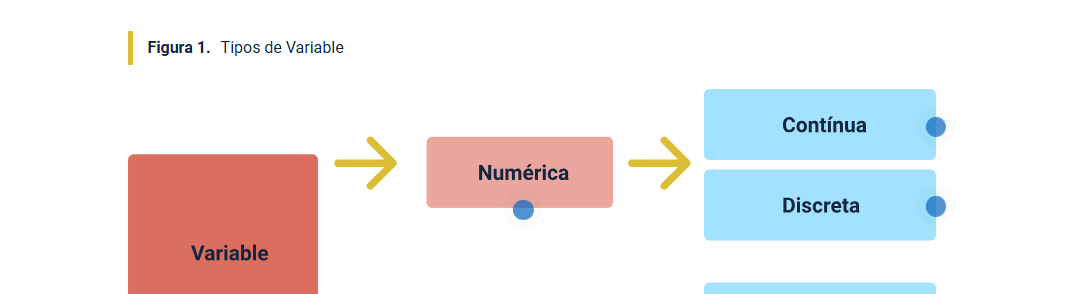 Figura 1. Tipos de Variable
Contínua
Numérica
Discreta
Variable